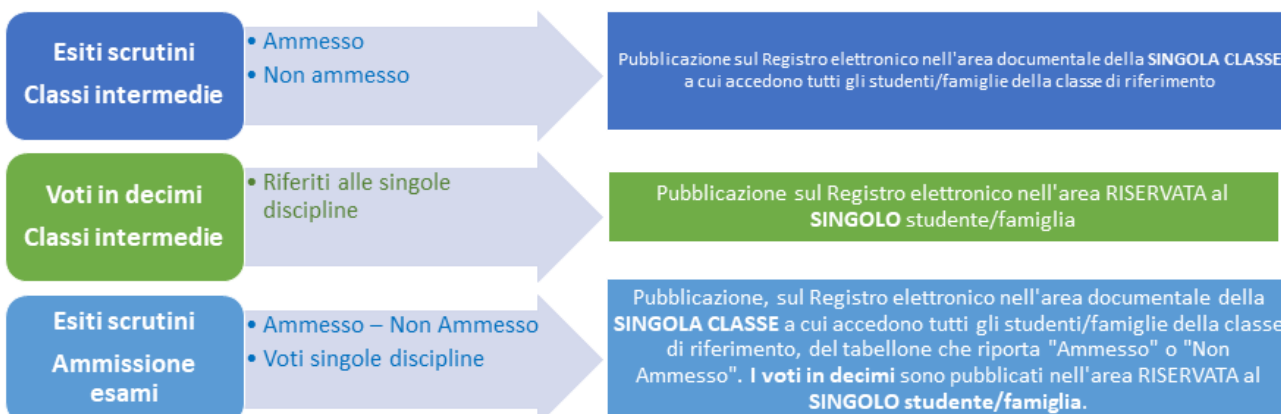 Esiti scrutini
Classi intermedie
• Ammesso
• Non ammesso
Pubblicazione sul Registro elettronico nell'area documentale della SINGOLA CLASSE
a cui accedono tutti gli studenti/famiglie della classe di riferimento
Voti in decimi
Classi intermedie
• Riferiti alle singole
discipline
Pubblicazione sul Registro elettronico nell'area RISERVATA al
SINGOLO studente/famiglia
Esiti scrutini
Ammissione
esami
• Ammesso – Non Ammesso
• Voti singole discipline
Pubblicazione, sul Registro elettronico nell'area documentale della
SINGOLA CLASSE a cui accedono tutti gli studenti/famiglie della classe
di riferimento, del tabellone che riporta "Ammesso" o "Non
Ammesso". I voti in decimi sono pubblicati nell'area RISERVATA al
SINGOLO studente/famiglia.